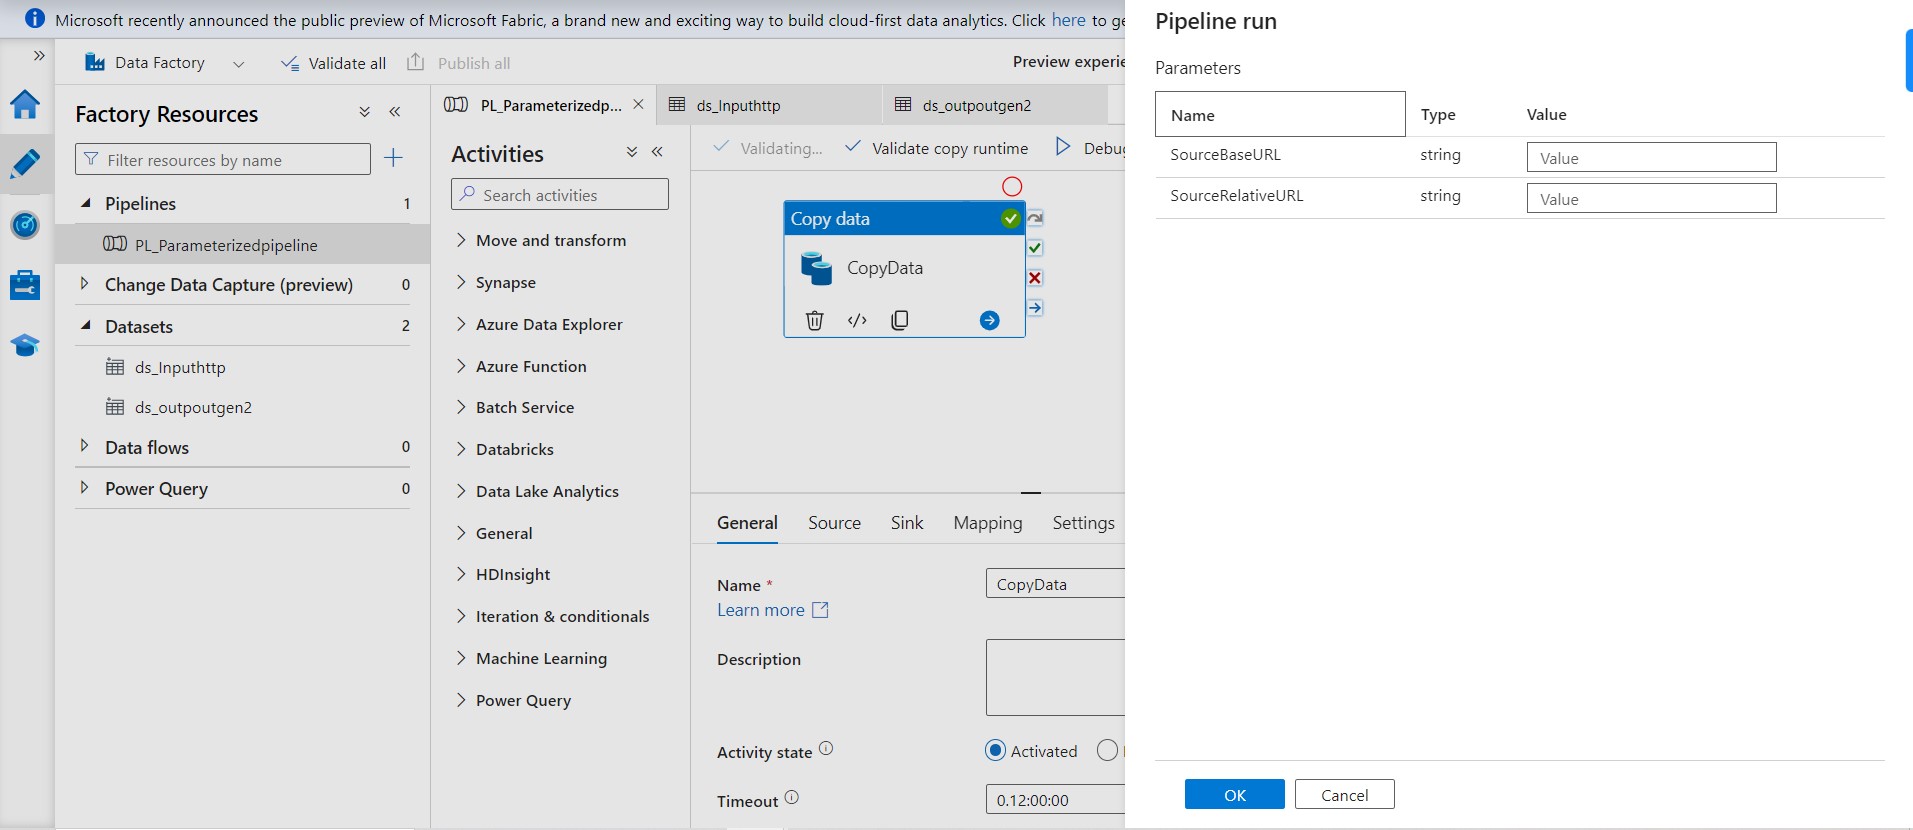 Microsoft recently announced the public preview of Microsoft Fabric, a brand new and exciting way to build cloud-first data analytics. Click here to
Data Factory
Validate all
Publish all
Preview
Factory Resources
Filter resources by name
Pipelines 1
PL_Parameterizedpipeline
Change Data Capture (preview) 0
Datasets 2
ds_Inputhttp
ds_outpoutgen2
Data flows 0
Power Query 0
PL_Parameterizedp...
ds_Inputhttp
ds_outpoutgen2
Activities
Search activities
Move and transform
Synapse
Azure Data Explorer
Azure Function
Batch Service
Databricks
Data Lake Analytics
General
HDInsight
Iteration & conditionals
Machine Learning
Power Query
Validating...
Validate copy runtime
Debu
Copy data
CopyData
General Source Sink Mapping Settings
Name *
CopyData
Learn more
Description
Activity state
Activated
Timeout
0.12:00:00
Pipeline run
Parameters
Name Type Value
SourceBaseURL string Value
SourceRelativeURL string Value
OK Cancel